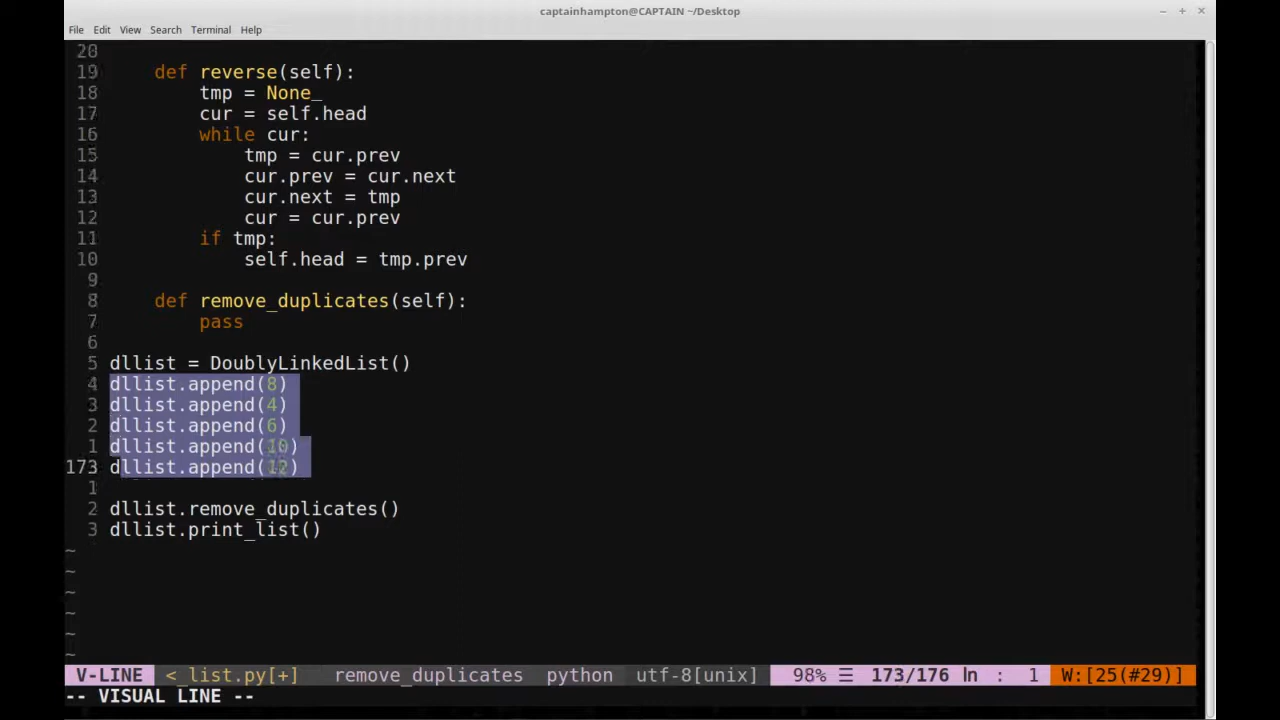 captainhampton@CAPTAIN ~/Desktop
File Edit View Search Terminal Help
20
19     def reverse(self):
18         tmp = None_
17         cur = self.head
16         while cur:
15             tmp = cur.prev
14             cur.prev = cur.next
13             cur.next = tmp
12             cur = cur.prev
11         if tmp:
10             self.head = tmp.prev
9
8     def remove_duplicates(self):
7         pass
6
5 dllist = DoublyLinkedList()
4 dllist.append(8)
3 dllist.append(4)
2 dllist.append(6)
1 dllist.append(10)
173 dllist.append(12)
1
2 dllist.remove_duplicates()
3 dllist.print_list()
~
~
~
~
~
~
V-LINE < list.py[+] remove_duplicates python utf-8[unix] 98% ☰ 173/176 ln : 1 W:[25(#29)]
-- VISUAL LINE --